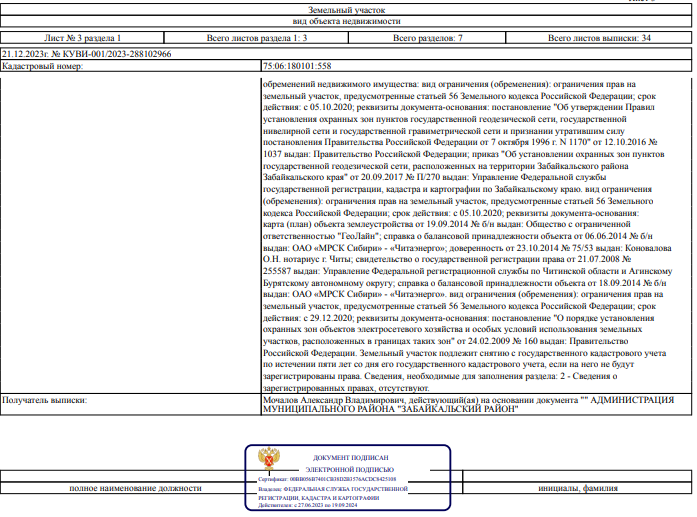 Земельный участок
вид объекта недвижимости
Лист № 3 раздела 1 Всего листов раздела 1: 3 Всего разделов: 7 Всего листов выписки: 34
21.12.2023г. № КУВИ-001/2023-288102966
Кадастровый номер: 75:06:180101:558
обременений недвижимого имущества: вид ограничения (обременения): ограничения прав на
земельный участок, предусмотренные статьей 56 Земельного кодекса Российской Федерации; срок
действия: с 05.10.2020; реквизиты документа-основания: постановление "Об утверждении Правил
установления охранных зон пунктов государственной геодезической сети, государственной
нивелирной сети и государственной гравиметрической сети и признании утратившим силу
постановления Правительства Российской Федерации от 7 октября 1996 г. N 1170" от 12.10.2016 №
1037 выдан: Правительство Российской Федерации; приказ "Об установлении охранных зон пунктов
государственной геодезической сети, расположенных на территории Забайкальского района
Забайкальского края" от 20.09.2017 № П/270 выдан: Управление Федеральной службы
государственной регистрации, кадастра и картографии по Забайкальскому краю. вид ограничения
(обременения): ограничения прав на земельный участок, предусмотренные статьей 56 Земельного
кодекса Российской Федерации; срок действия: с 05.10.2020; реквизиты документа-основания:
карта (план) объекта землеустройства от 19.09.2014 № б/н выдан: Общество с ограниченной
ответственностью "ГеоЛайн"; справка о балансовой принадлежности объекта от 06.06.2014 № б/н
выдан: ОАО «МРСК Сибири» - «Читаэнерго»; доверенность от 23.10.2014 № 75/53 выдан: Коновалова
О.Н. нотариус г. Читы; свидетельство о государственной регистрации права от 21.07.2008 №
255587 выдан: Управление Федеральной регистрационной службы по Читинской области и Агинскому
Бурятскому автономному округу; справка о балансовой принадлежности объекта от 18.09.2014 № б/н
выдан: ОАО «МРСК Сибири» - «Читаэнерго». вид ограничения (обременения): ограничения прав на
земельный участок, предусмотренные статьей 56 Земельного кодекса Российской Федерации; срок
действия: с 29.12.2020; реквизиты документа-основания: постановление "О порядке установления
охранных зон объектов электросетевого хозяйства и особых условий использования земельных
участков, расположенных в границах таких зон" от 24.02.2009 № 160 выдан: Правительство
Российской Федерации. Земельный участок подлежит снятию с государственного кадастрового учета
по истечении пяти лет со дня его государственного кадастрового учета, если на него не будут
зарегистрированы права. Сведения, необходимые для заполнения раздела: 2 - Сведения о
зарегистрированных правах, отсутствуют.
Получатель выписки: Мочалов Александр Владимирович, действующий(ая) на основании документа "" АДМИНИСТРАЦИЯ
МУНИЦИПАЛЬНОГО РАЙОНА "ЗАБАЙКАЛЬСКИЙ РАЙОН"
ДОКУМЕНТ ПОДПИСАН
ЭЛЕКТРОННОЙ ПОДПИСЬЮ
Сертификат:
Владелец: ФЕДЕРАЛЬНАЯ СЛУЖБА ГОСУДАРСТВЕННОЙ
РЕГИСТРАЦИИ, КАДАСТРА И КАРТОГРАФИИ
Действителен: с 27.06.2023 по 19.09.2024
полное наименование должности инициалы, фамилия